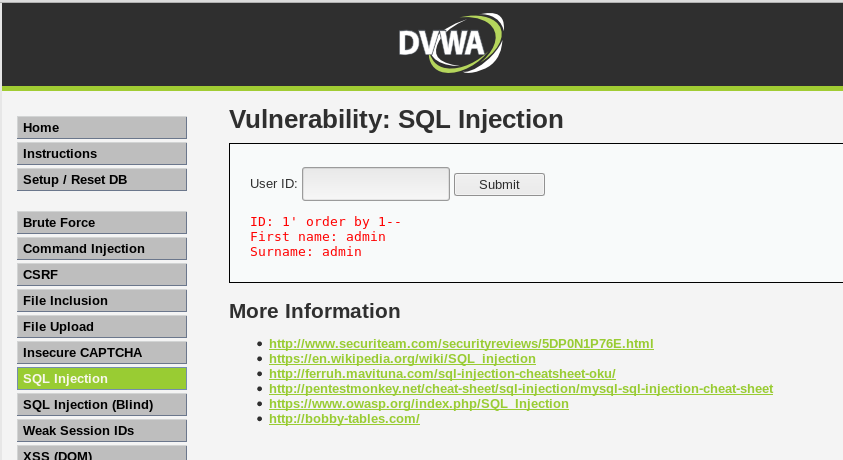 DVWA
Vulnerability: SQL Injection
Home
Instructions
Setup / Reset DB
Brute Force
Command Injection
CSRF
File Inclusion
File Upload
Insecure CAPTCHA
SQL Injection
SQL Injection (Blind)
Weak Session IDs
XSS (DOM)
User ID:
Submit
ID: 1' order by 1--
First name: admin
Surname: admin
More Information
http://www.securiteam.com/securityreviews/5DP0N1P76E.html
https://en.wikipedia.org/wiki/SQL_injection
http://ferruh.mavituna.com/sql-injection-cheatsheet-oku/
http://pentestmonkey.net/cheat-sheet/sql-injection/mysql-sql-injection-cheat-sheet
https://www.owasp.org/index.php/SQL_Injection
http://bobby-tables.com/